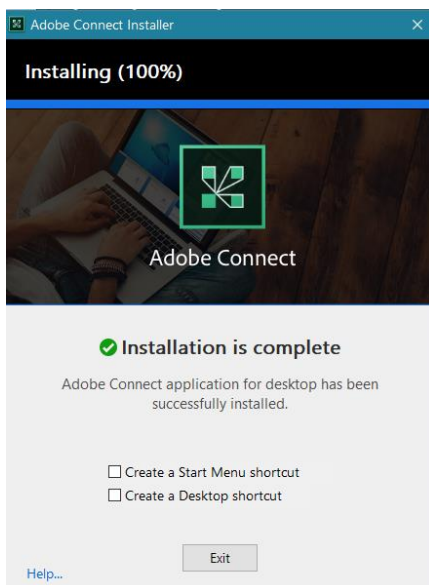 Adobe Connect Installer
Installing (100%)
Adobe Connect
Installation is complete
Adobe Connect application for desktop has been
successfully installed.
Create a Start Menu shortcut
Create a Desktop shortcut
Exit
Help...